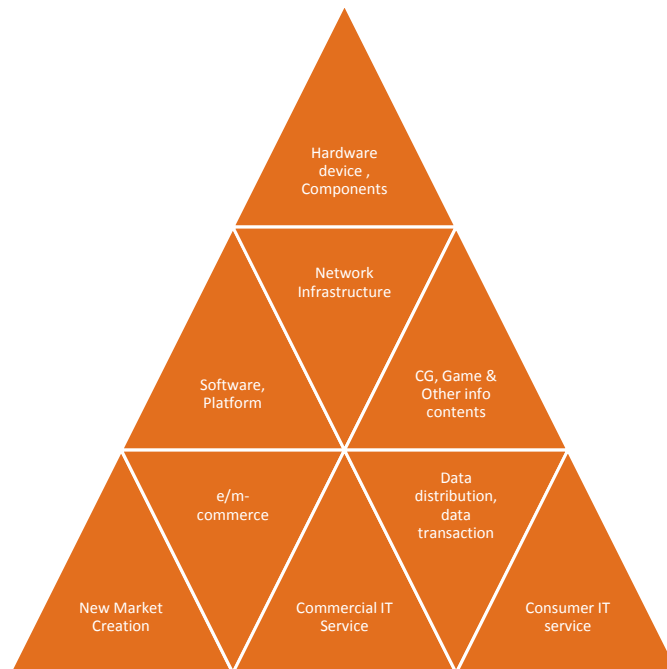 Hardware
device ,
Components
Network
Infrastructure
Software,
Platform
CG, Game &
Other info
contents
e/m-
commerce
Data
distribution,
data
transaction
New Market
Creation
Commercial IT
Service
Consumer IT
service